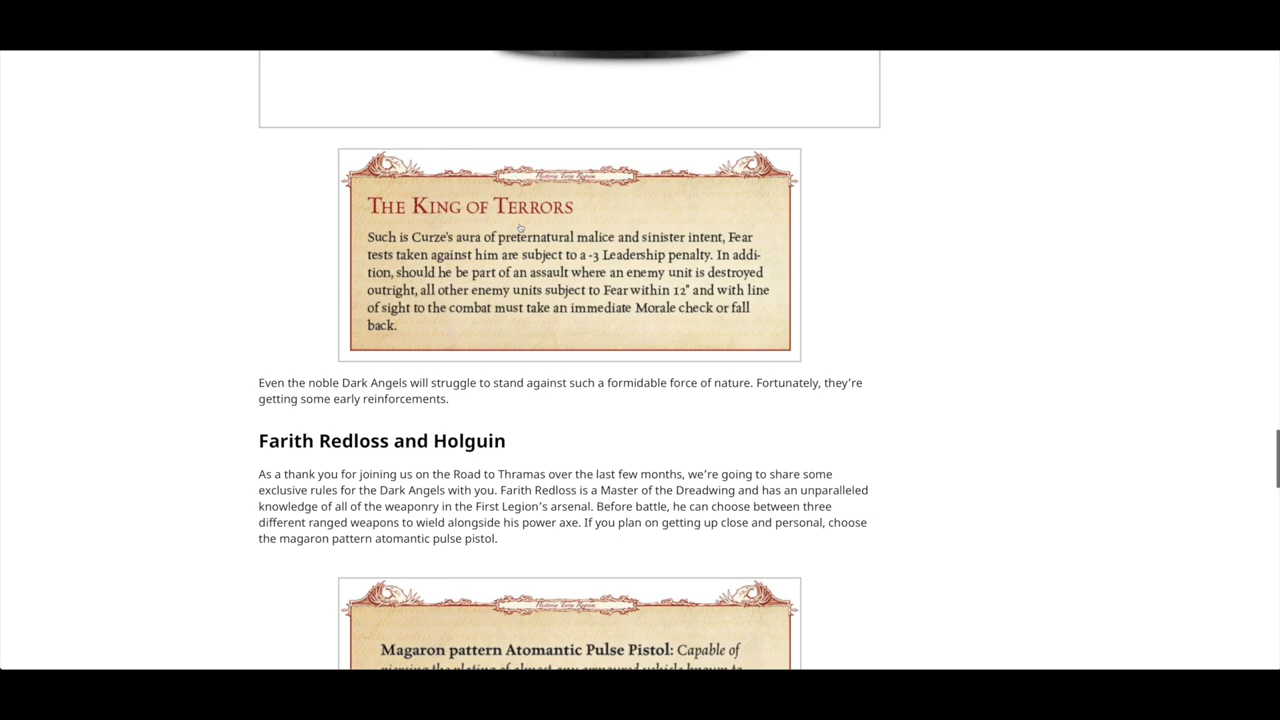 The King of Terrors
Such is Curze's aura of preternatural malice and sinister intent, Fear
tests taken against him are subject to a -3 Leadership penalty. In addi-
tion, should he be part of an assault where an enemy unit is destroyed
outright, all other enemy units subject to Fear within 12" and with line
of sight to the combat must take an immediate Morale check or fall
back.
Even the noble Dark Angels will struggle to stand against such a formidable force of nature. Fortunately, they're
getting some early reinforcements.
Farith Redloss and Holguin
As a thank you for joining us on the Road to Thramas over the last few months, we're going to share some
exclusive rules for the Dark Angels with you. Farith Redloss is a Master of the Dreadwing and has an unparalleled
knowledge of all of the weaponry in the First Legion's arsenal. Before battle, he can choose between three
different ranged weapons to wield alongside his power axe. If you plan on getting up close and personal, choose
the magaron pattern atomantic pulse pistol.
Magaron pattern Atomantic Pulse Pistol: Capable of